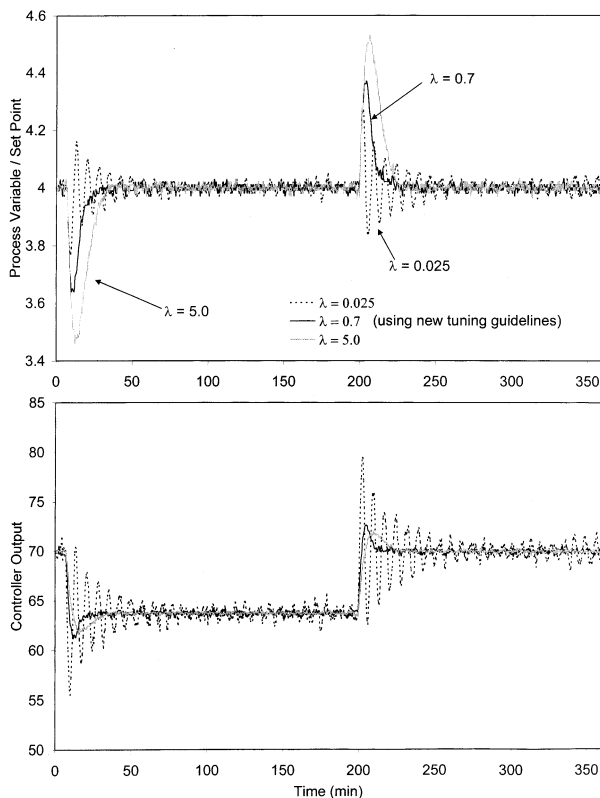 4.6
4.4
4.2
4
3.8
3.6
3.4
Process Variable / Set Point
λ = 0.7
λ = 0.025
λ = 5.0
λ = 0.025
λ = 0.7 (using new tuning guidelines)
λ = 5.0
0 50 100 150 200 250 300 350
85
80
75
70
65
60
55
50
Controller Output
0 50 100 150 200 250 300 350
Time (min)